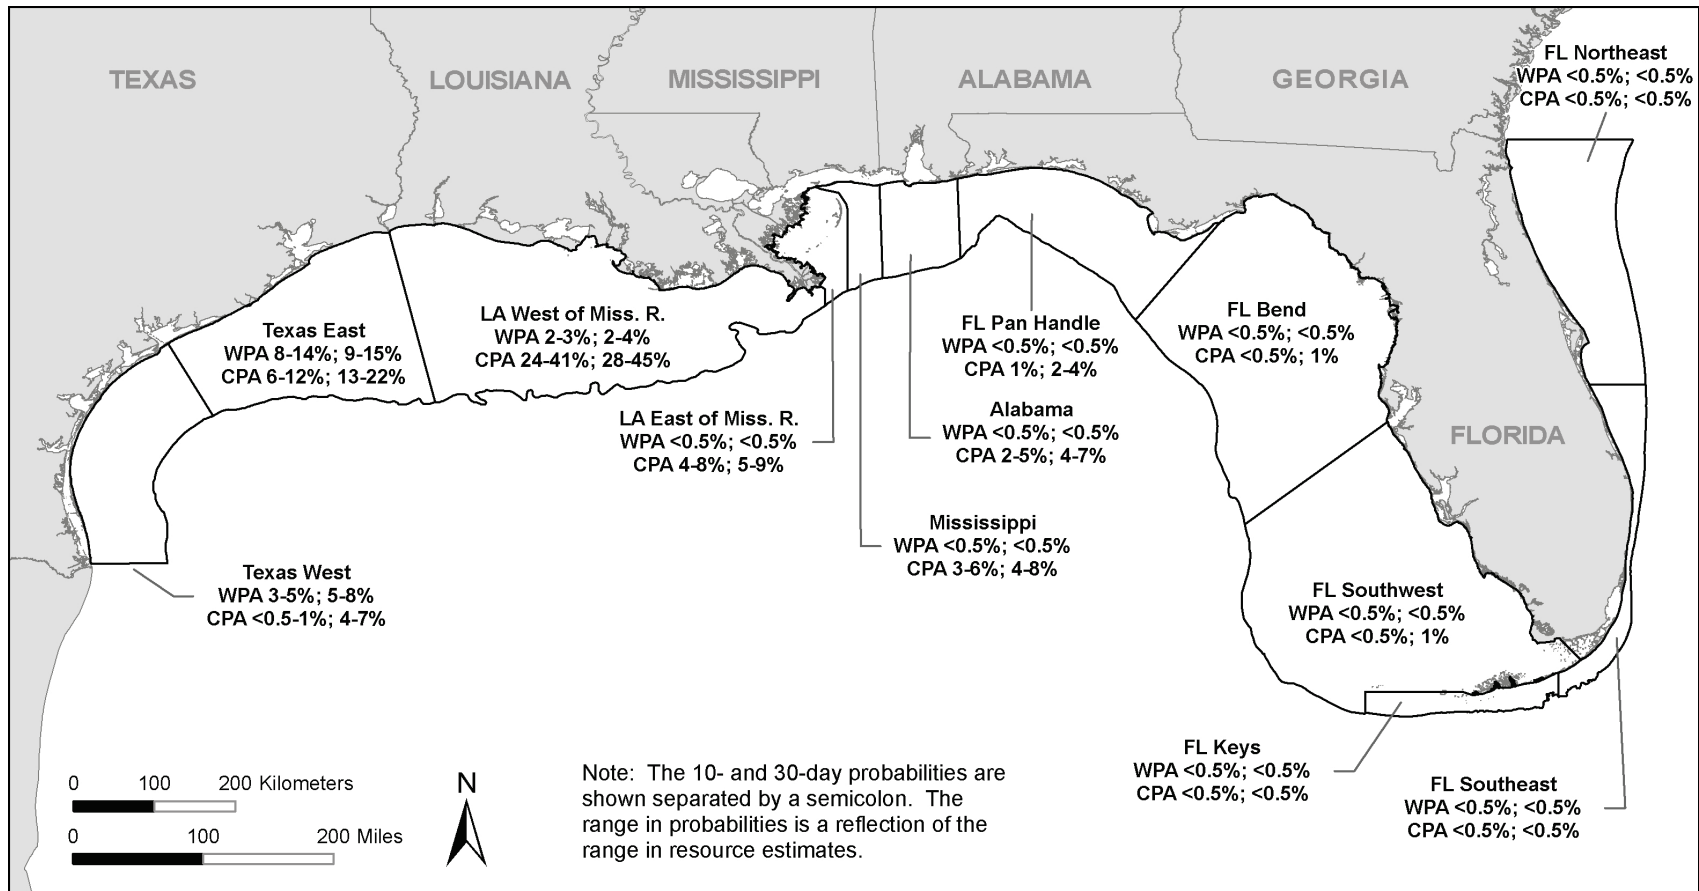 TEXAS
LOUISIANA
MISSISSIPPI
ALABAMA
GEORGIA
FL Northeast
WPA <0.5%; <0.5%
CPA <0.5%; <0.5%
Texas East
WPA 8-14%; 9-15%
CPA 6-12%; 13-22%
LA West of Miss. R.
WPA 2-3%; 2-4%
CPA 24-41%; 28-45%
FL Pan Handle
WPA <0.5%; <0.5%
CPA 1%; 2-4%
FL Bend
WPA <0.5%; <0.5%
CPA <0.5%; 1%
LA East of Miss. R.
WPA <0.5%; <0.5%
CPA 4-8%; 5-9%
Alabama
WPA <0.5%; <0.5%
CPA 2-5%; 4-7%
FLORIDA
Mississippi
WPA <0.5%; <0.5%
CPA 3-6%; 4-8%
Texas West
WPA 3-5%; 5-8%
CPA <0.5-1%; 4-7%
FL Southwest
WPA <0.5%; <0.5%
CPA <0.5%; 1%
FL Keys
WPA <0.5%; <0.5%
CPA <0.5%; <0.5%
FL Southeast
WPA <0.5%; <0.5%
CPA <0.5%; <0.5%
0 100 200 Kilometers
0 100 200 Miles
N
Note: The 10- and 30-day probabilities are
shown separated by a semicolon. The
range in probabilities is a reflection of the
range in resource estimates.